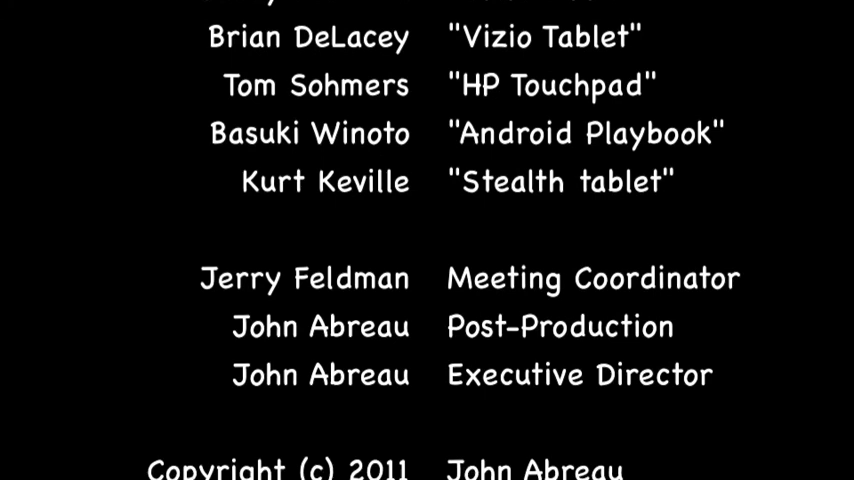 Brian DeLacey "Vizio Tablet"
Tom Sohmers "HP Touchpad"
Basuki Winoto "Android Playbook"
Kurt Keville "Stealth tablet"
Jerry Feldman Meeting Coordinator
John Abreau Post-Production
John Abreau Executive Director
Copyright (c) 2011 John Abreau